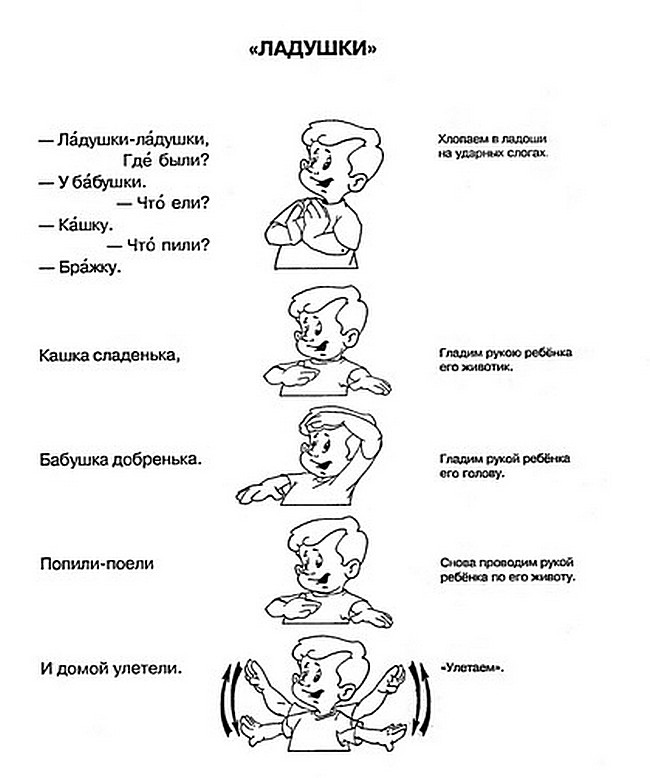 «ЛАДУШКИ»
— Ла́душки-ла́душки,
Где́ были?
— У ба́бушки.
— Что́ ели?
— Ка́шку.
— Что́ пили?
— Бра́жку.
Хлопаем в ладоши
на ударных слогах.
Кашка сладенька,
Гладим рукою ребёнка
его животик.
Бабушка добренька.
Гладим рукой ребёнка
его голову.
Попили-поели
Снова проводим рукой
ребёнка по его животу.
И домой улетели.
«Улетаем».